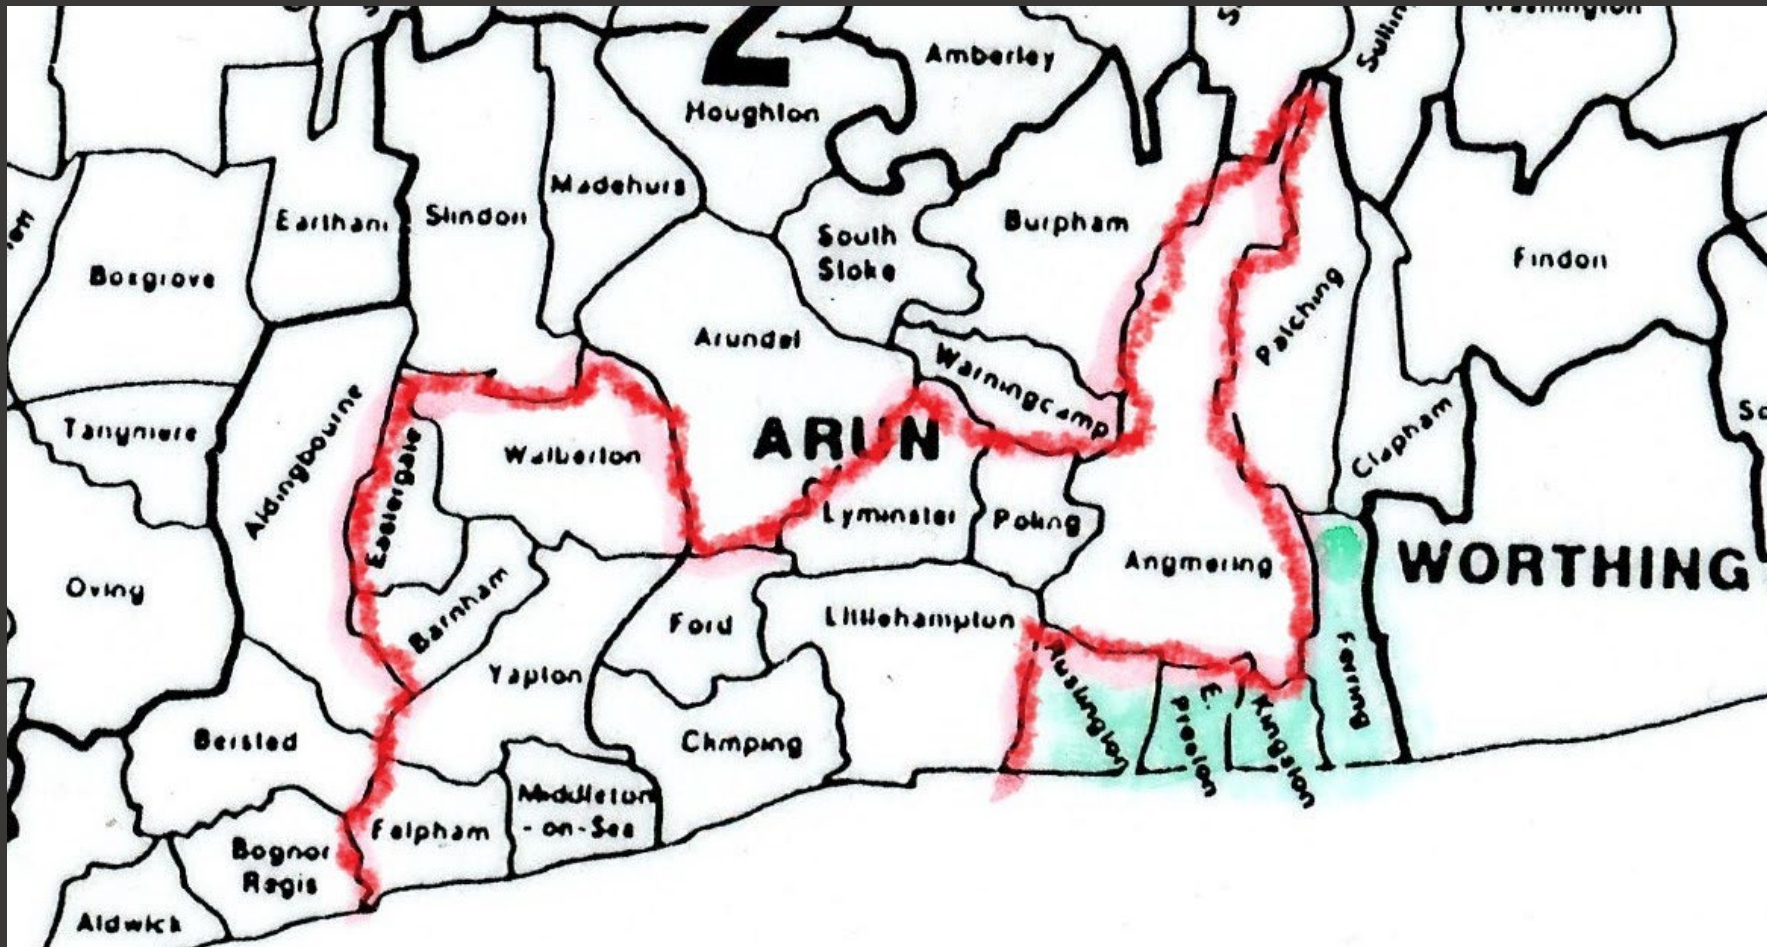 2
Amberley
Houghton
Madehurs
Slindon
Eartham
Boxgrove
South
Stoke
Burpham
Findon
Arundel
Warningcamp
Patching
Tangmere
Aldingbourne
Eastergate
Walberton
ARUN
Clapham
Lyminster
Poling
Angmering
WORTHING
Oving
Barnham
Ford
Littlehampton
Yapton
Rustington
E.
Preston
Kingston
Ferring
Bersted
Climping
Middleton
-on-Sea
Felpham
Bognor
Regis
Aldwick